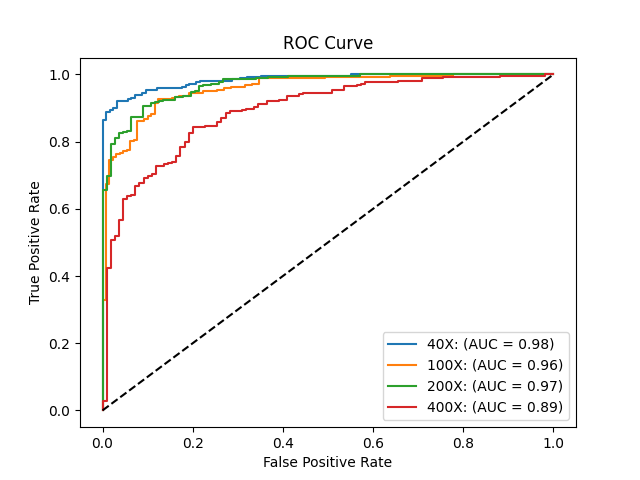 ROC Curve
True Positive Rate
1.0
0.8
0.6
0.4
0.2
0.0
40X: (AUC = 0.98)
100X: (AUC = 0.96)
200X: (AUC = 0.97)
400X: (AUC = 0.89)
0.0 0.2 0.4 0.6 0.8 1.0
False Positive Rate